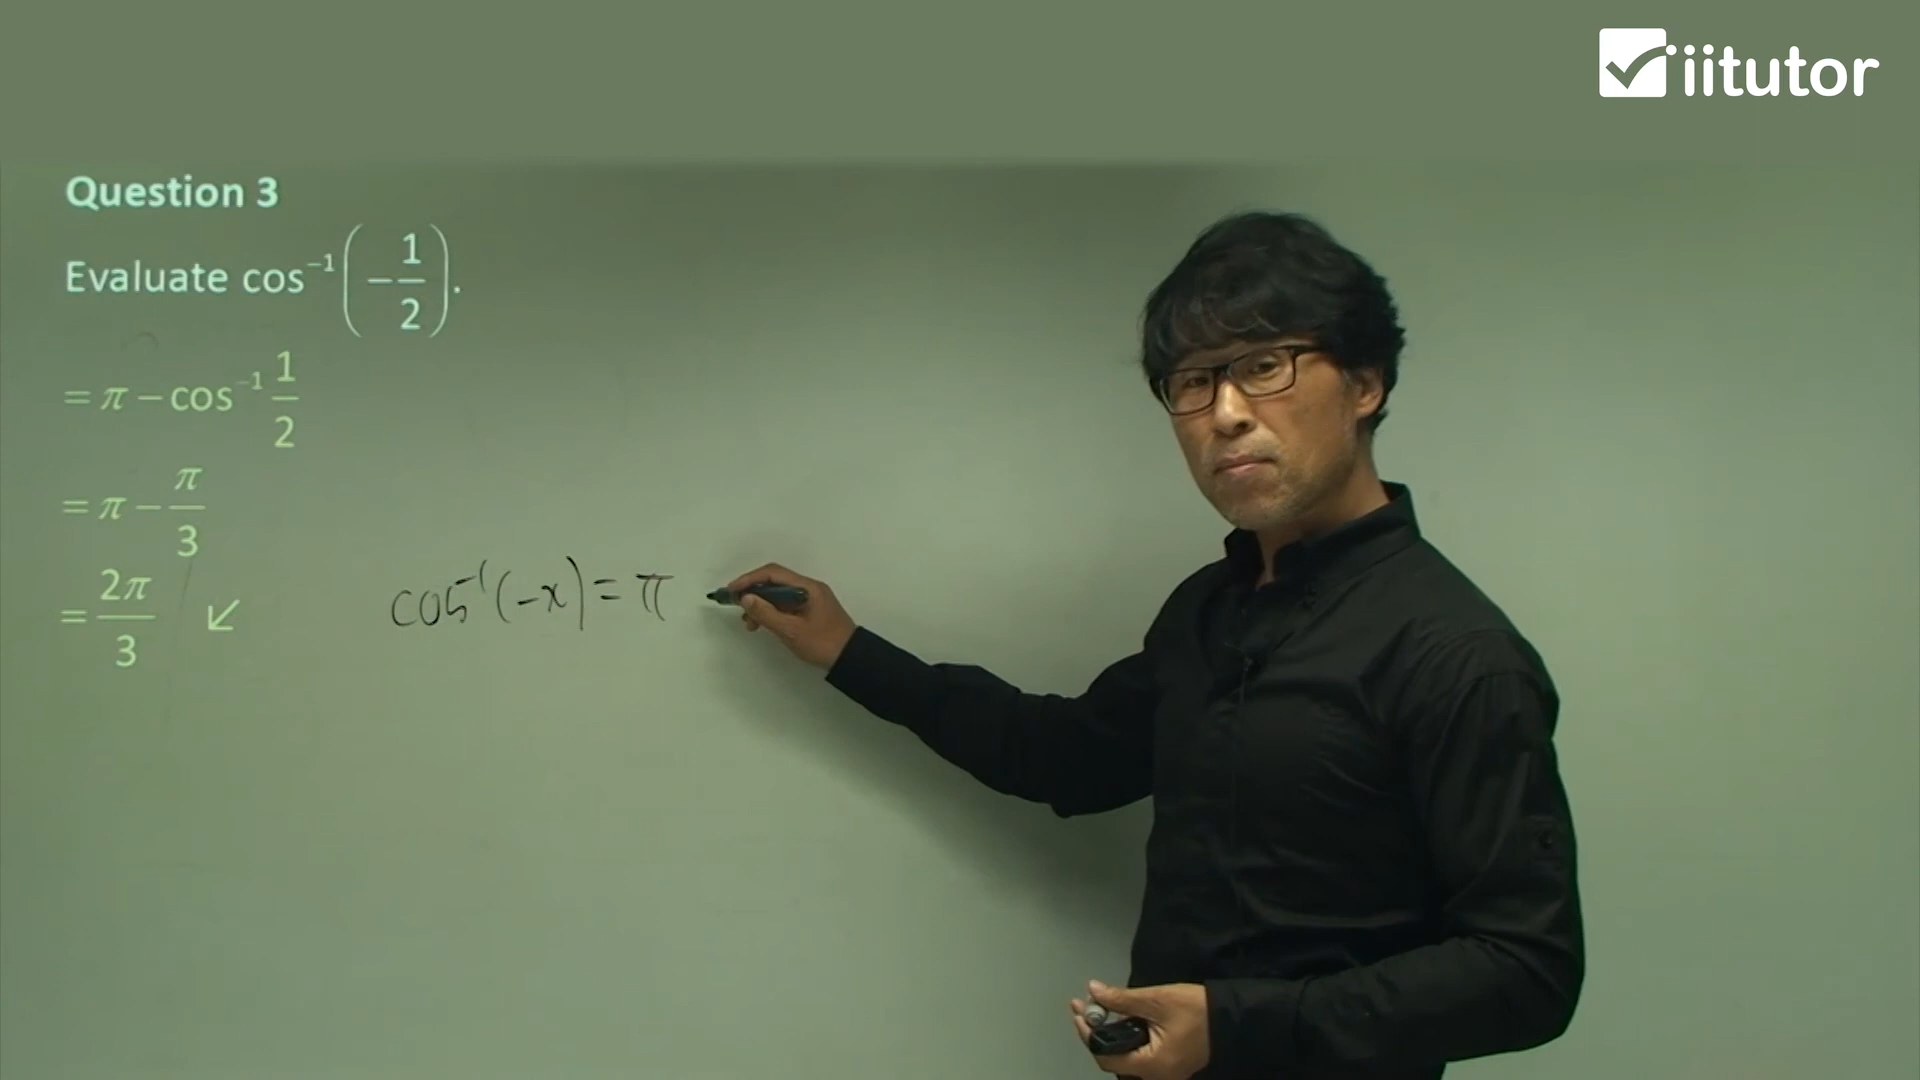 iitutor
Question 3
Evaluate cos⁻¹(−1/2).
= π − cos⁻¹ 1/2
= π − π/3
= 2π/3 ↙
cos⁻¹(−x) = π